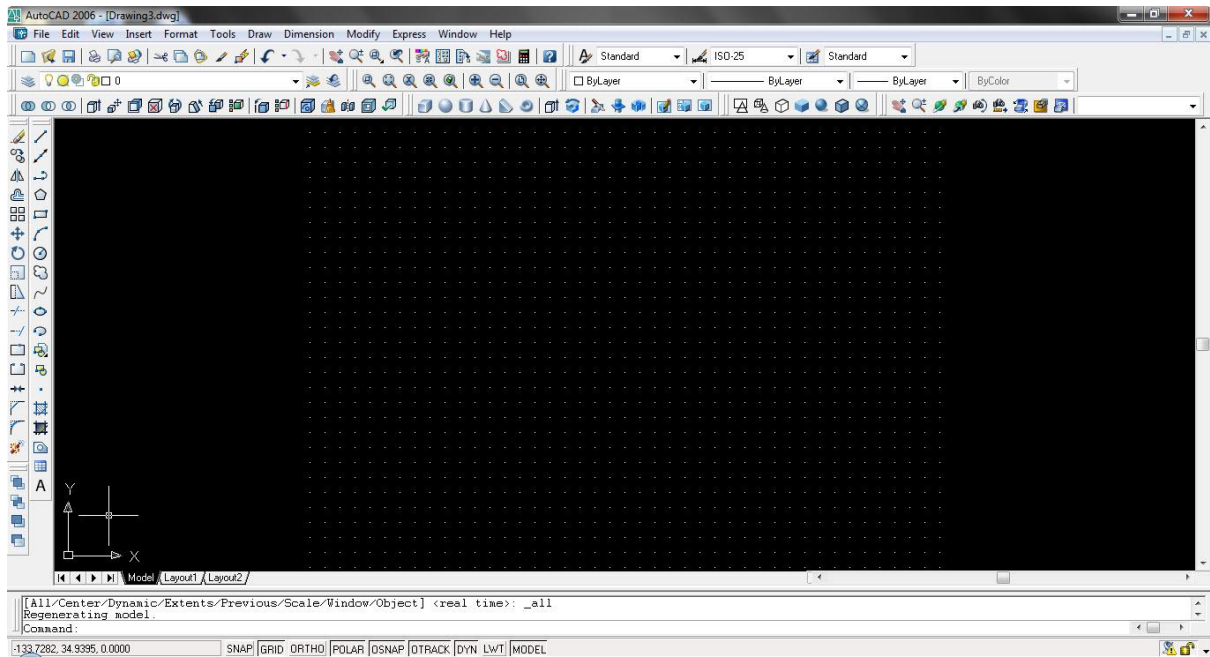 AutoCAD 2006 - [Drawing3.dwg]
File Edit View Insert Format Tools Draw Dimension Modify Express Window Help
Standard ISO-25 Standard
0 ByLayer ByLayer ByLayer ByColor
A
Y
X
Model Layout1 Layout2
[All/Center/Dynamic/Extents/Previous/Scale/Window/Object] <real time>: _all
Regenerating model.
Command:
-133.7282, 34.9395, 0.0000 SNAP GRID ORTHO POLAR OSNAP OTRACK DYN LWT MODEL